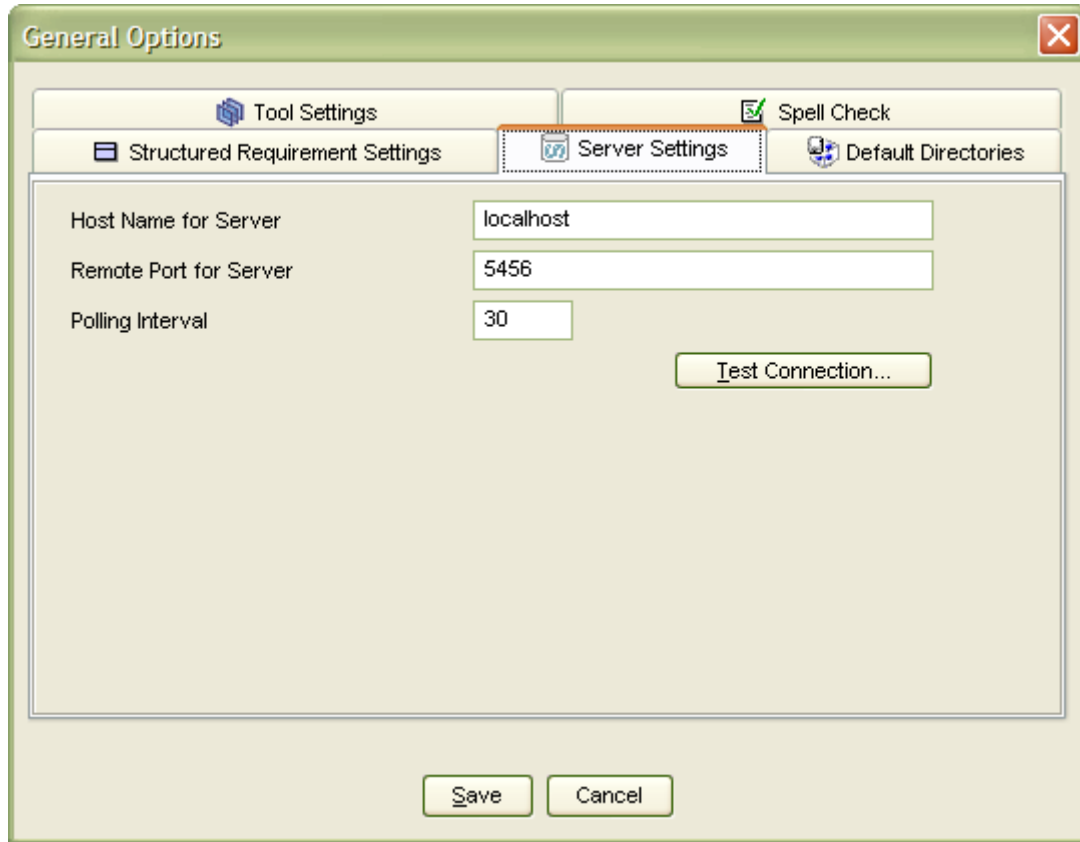 General Options
Tool Settings
Spell Check
Structured Requirement Settings
Server Settings
Default Directories
Host Name for Server
localhost
Remote Port for Server
5456
Polling Interval
30
Test Connection...
Save
Cancel